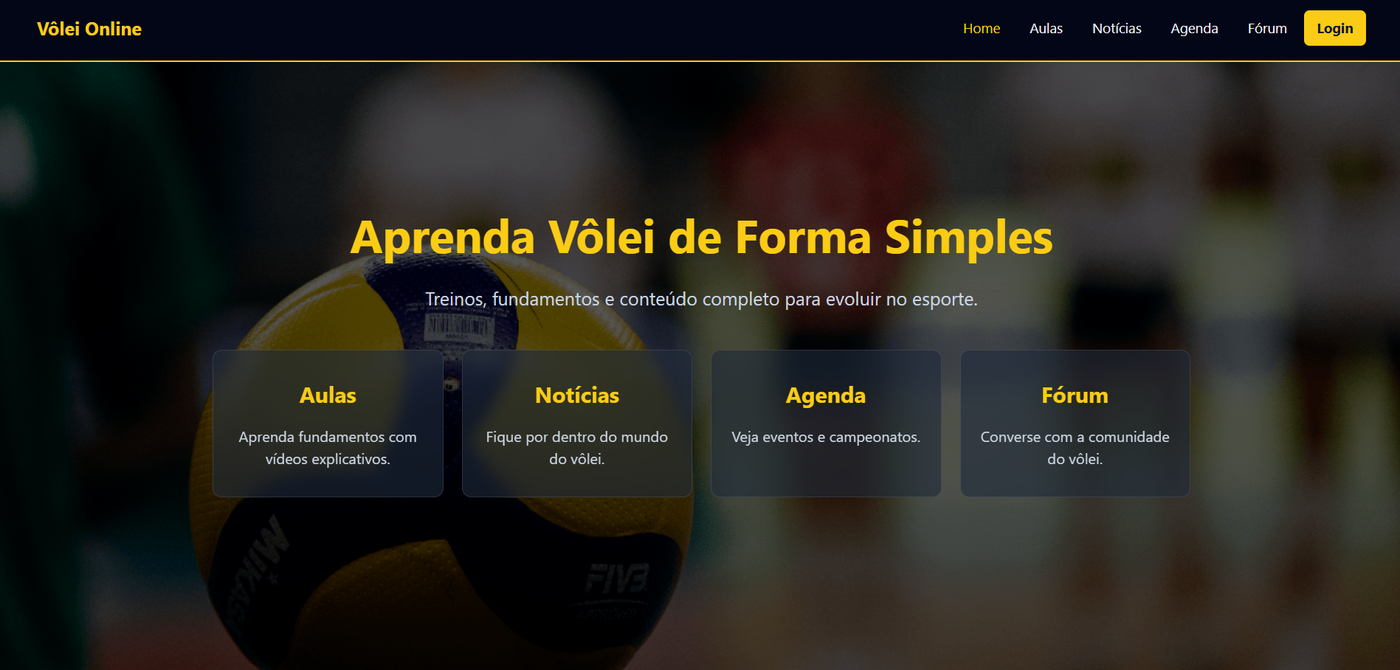 Vôlei Online
Home Aulas Notícias Agenda Fórum Login
Aprenda Vôlei de Forma Simples
Treinos, fundamentos e conteúdo completo para evoluir no esporte.
Aulas
Aprenda fundamentos com
vídeos explicativos.
Notícias
Fique por dentro do mundo
do vôlei.
Agenda
Veja eventos e campeonatos.
Fórum
Converse com a comunidade
do vôlei.
MIKAS
FIVB